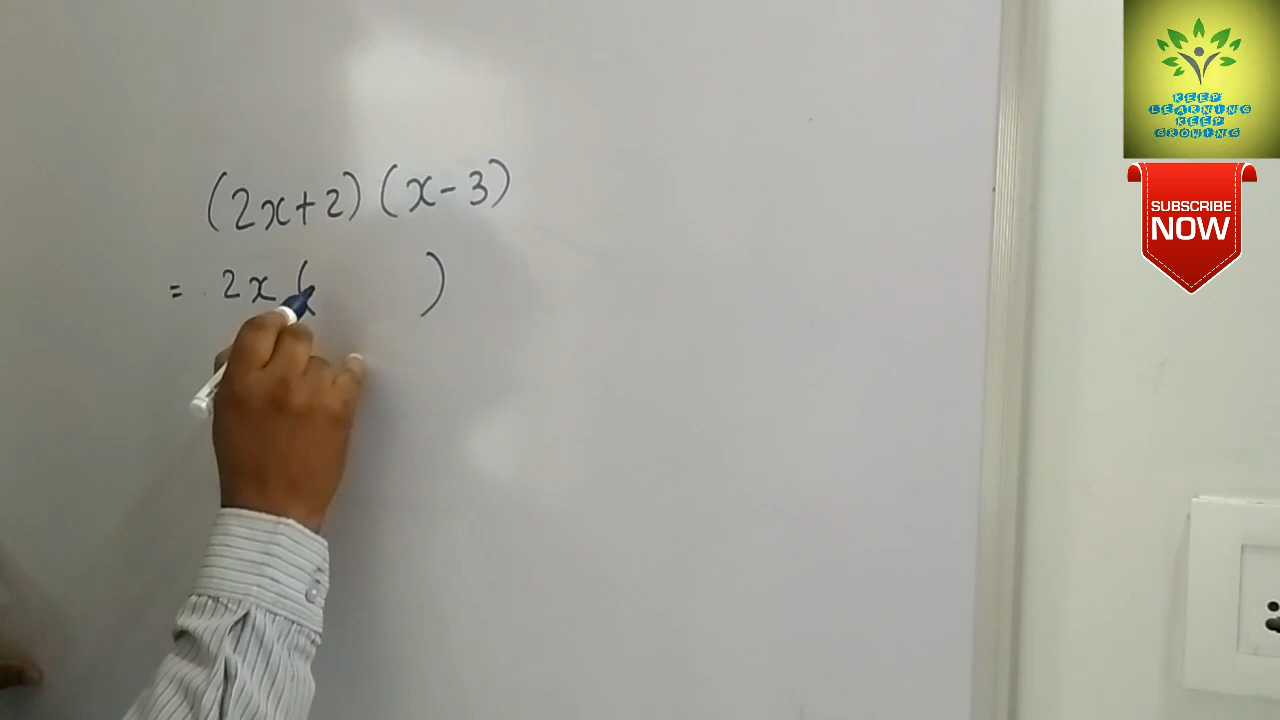 (2x+2) (x-3)
= 2x ( )
KEEP
LEARNING
KEEP
GROWING
SUBSCRIBE
NOW